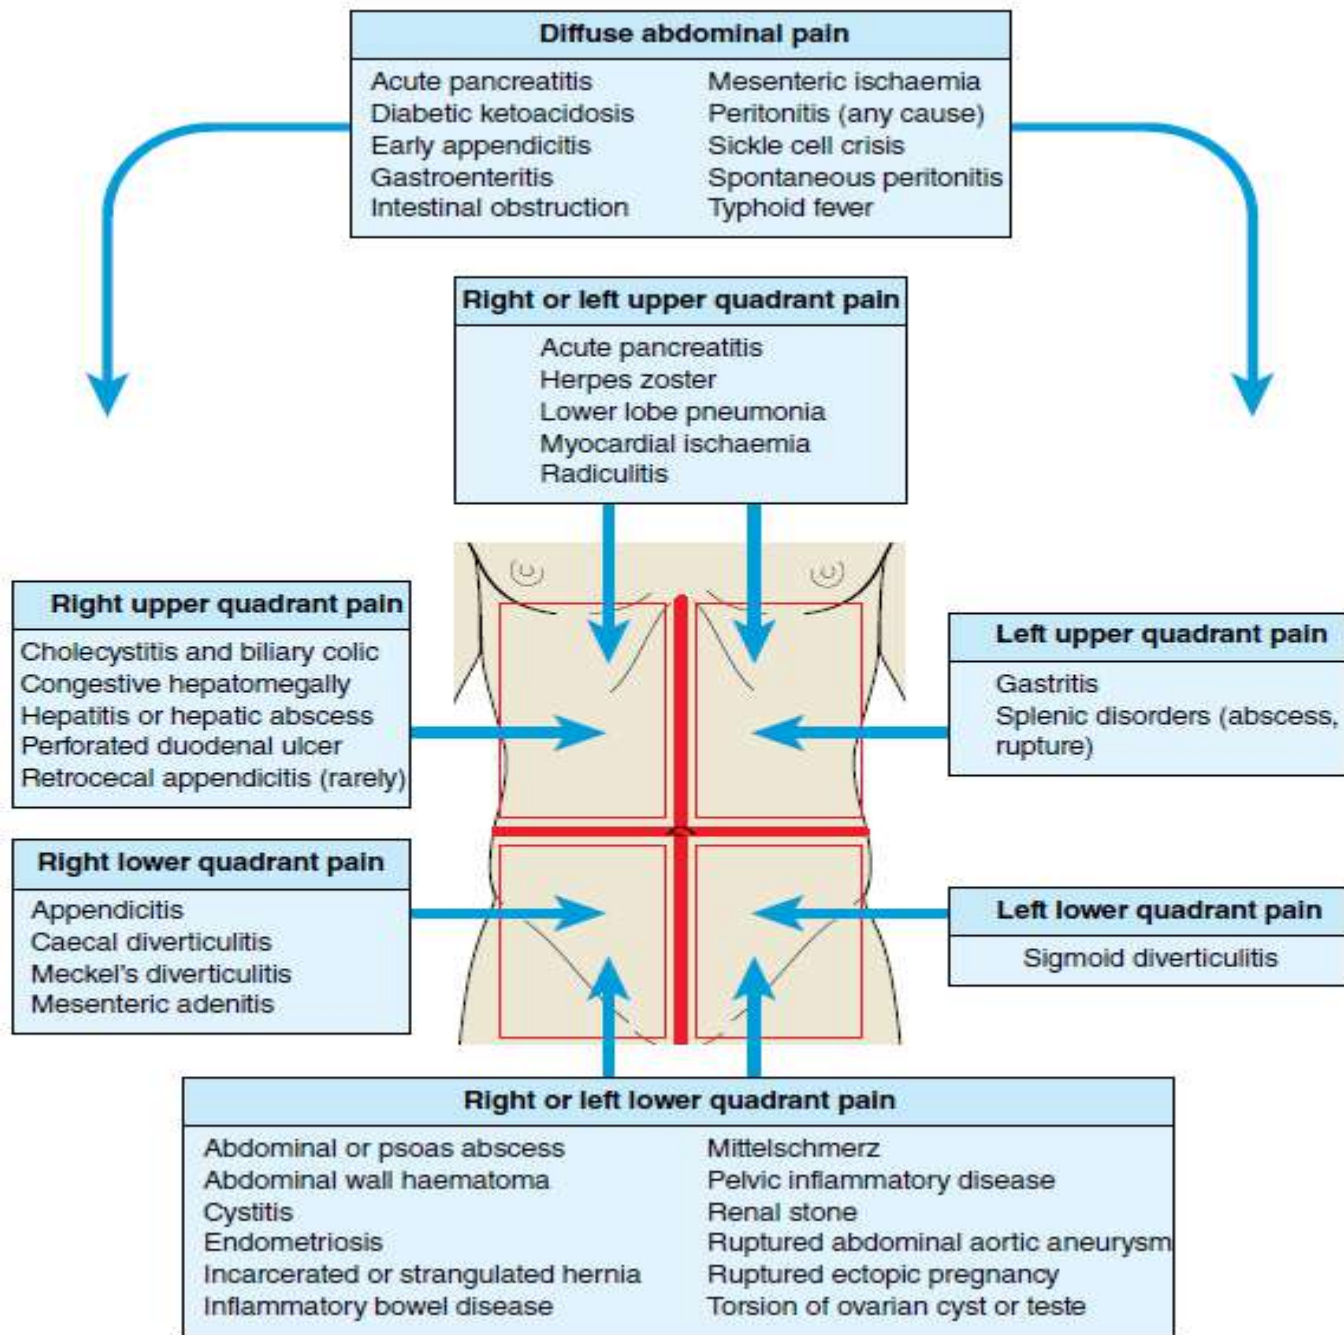 Diffuse abdominal pain
Acute pancreatitis
Diabetic ketoacidosis
Early appendicitis
Gastroenteritis
Intestinal obstruction
Mesenteric ischaemia
Peritonitis (any cause)
Sickle cell crisis
Spontaneous peritonitis
Typhoid fever
Right or left upper quadrant pain
Acute pancreatitis
Herpes zoster
Lower lobe pneumonia
Myocardial ischaemia
Radiculitis
Right upper quadrant pain
Cholecystitis and biliary colic
Congestive hepatomegally
Hepatitis or hepatic abscess
Perforated duodenal ulcer
Retrocecal appendicitis (rarely)
Left upper quadrant pain
Gastritis
Splenic disorders (abscess,
rupture)
Right lower quadrant pain
Appendicitis
Caecal diverticulitis
Meckel's diverticulitis
Mesenteric adenitis
Left lower quadrant pain
Sigmoid diverticulitis
Right or left lower quadrant pain
Abdominal or psoas abscess
Abdominal wall haematoma
Cystitis
Endometriosis
Incarcerated or strangulated hernia
Inflammatory bowel disease
Mittelschmerz
Pelvic inflammatory disease
Renal stone
Ruptured abdominal aortic aneurysm
Ruptured ectopic pregnancy
Torsion of ovarian cyst or teste